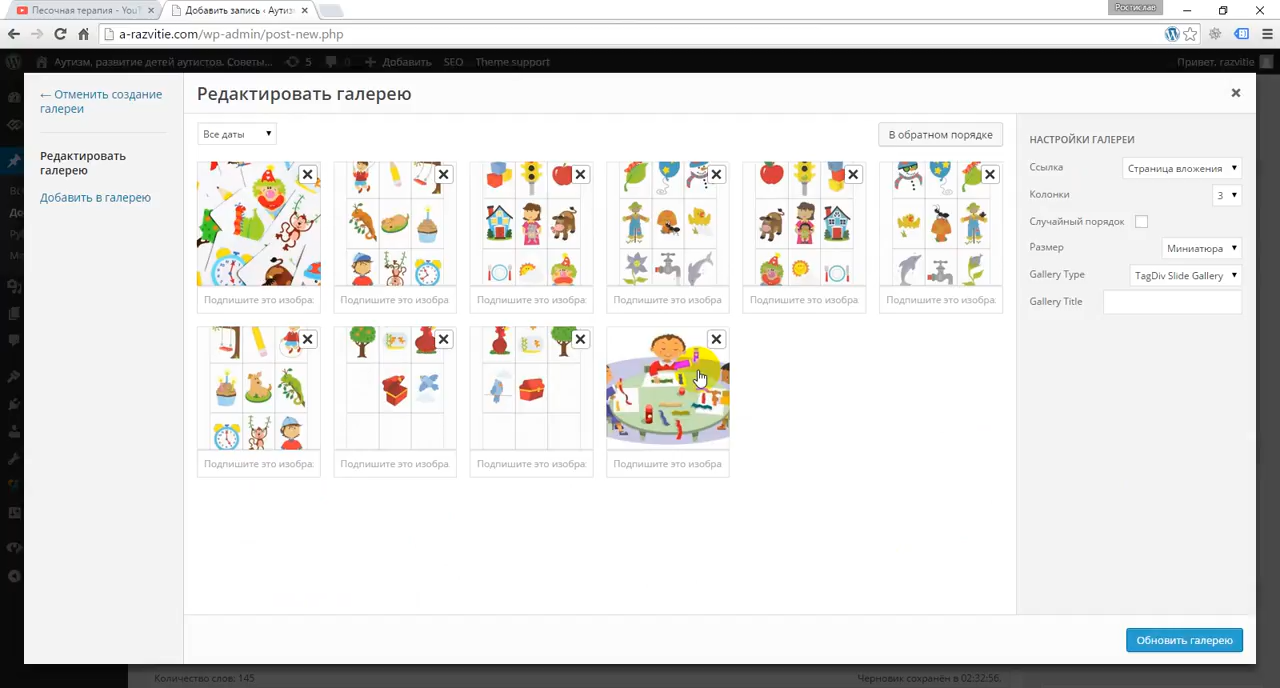 Песочная терапия - YouT
Добавить запись ‹ Аутиз
Ростислав
a-razvitie.com/wp-admin/post-new.php
Аутизм, развитие детей аутистов. Советы... 5 0 Добавить SEO Theme support
Привет, razvitie
← Отменить создание
галереи
Редактировать
галерею
Добавить в галерею
Редактировать галерею
Все даты
В обратном порядке
Подпишите это изобра:
Подпишите это изобра
Подпишите это изобра:
Подпишите это изобра
Подпишите это изобра
Подпишите это изобра:
Подпишите это изобра:
Подпишите это изобра
Подпишите это изобра:
Подпишите это изобра
НАСТРОЙКИ ГАЛЕРЕИ
Ссылка Страница вложения
Колонки 3
Случайный порядок
Размер Миниатюра
Gallery Type TagDiv Slide Gallery
Gallery Title
Обновить галерею
Количество слов: 145
Черновик сохранён в 02:32:56.